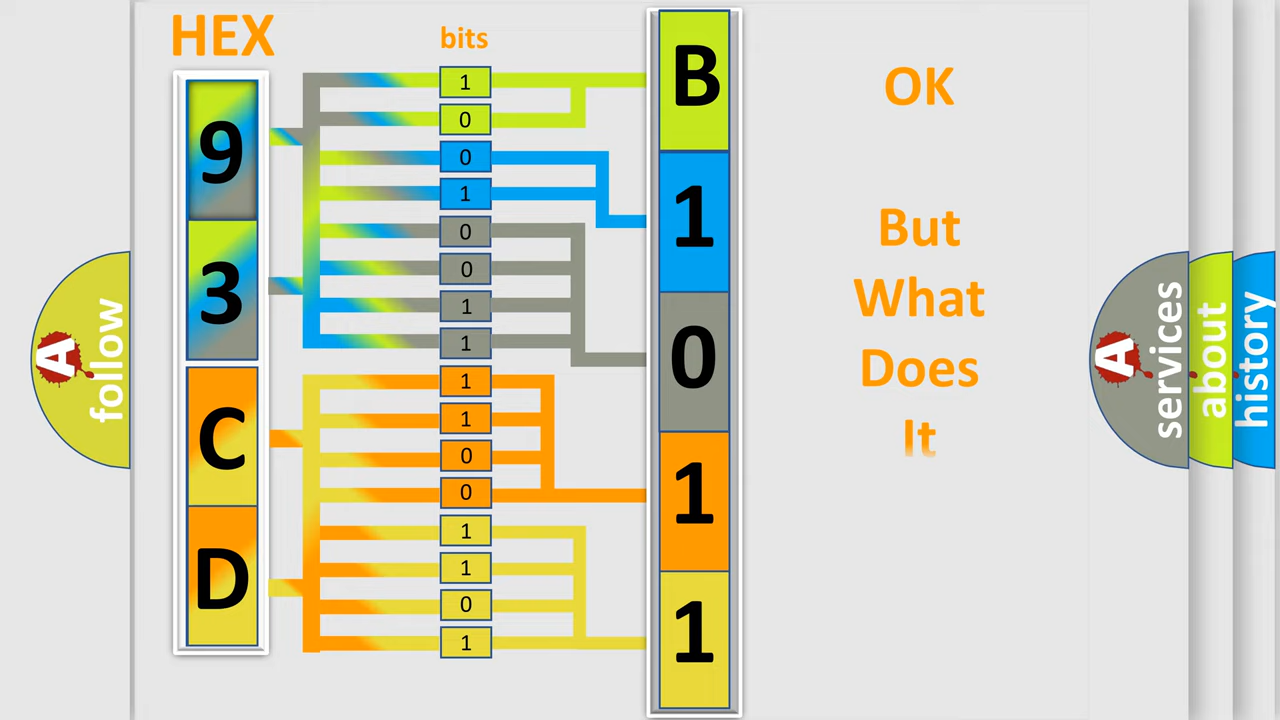 HEX
bits
9
3
C
D
1
0
0
1
0
0
1
1
1
1
0
0
1
1
0
1
B
1
0
1
1
OK
But
What
Does
It
A
follow
A
services
about
history